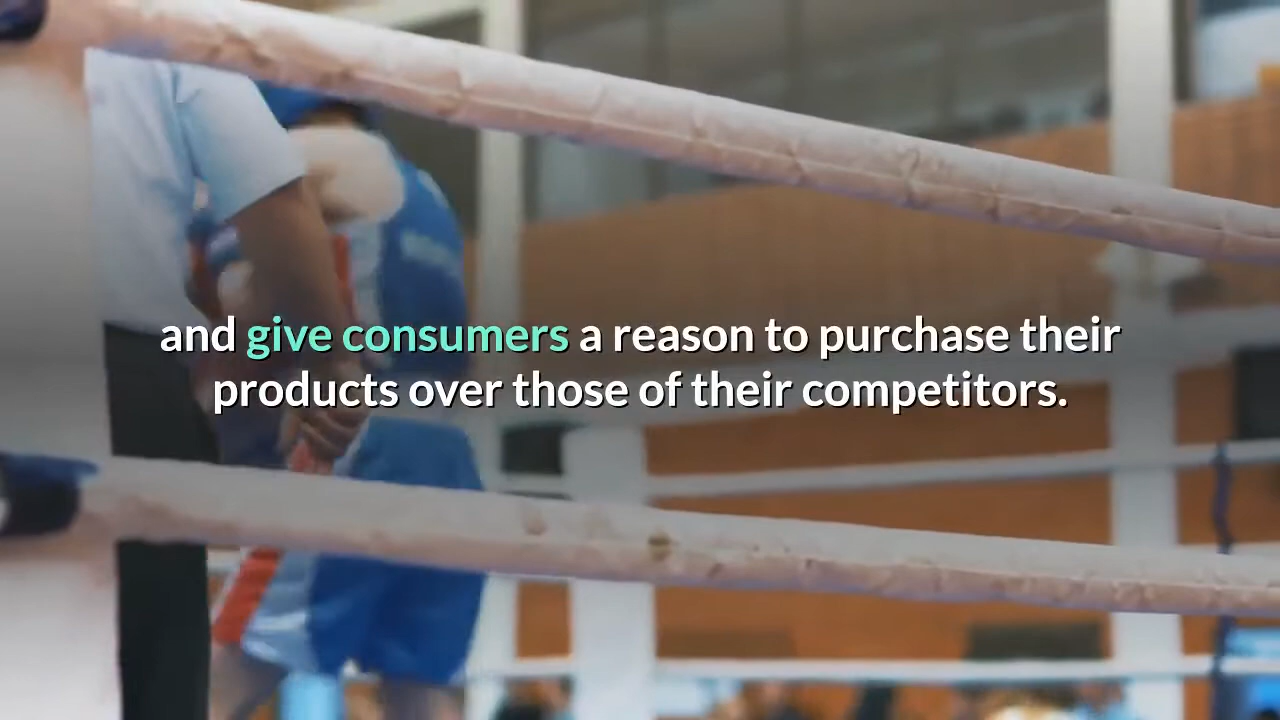 and give consumers a reason to purchase their
products over those of their competitors.